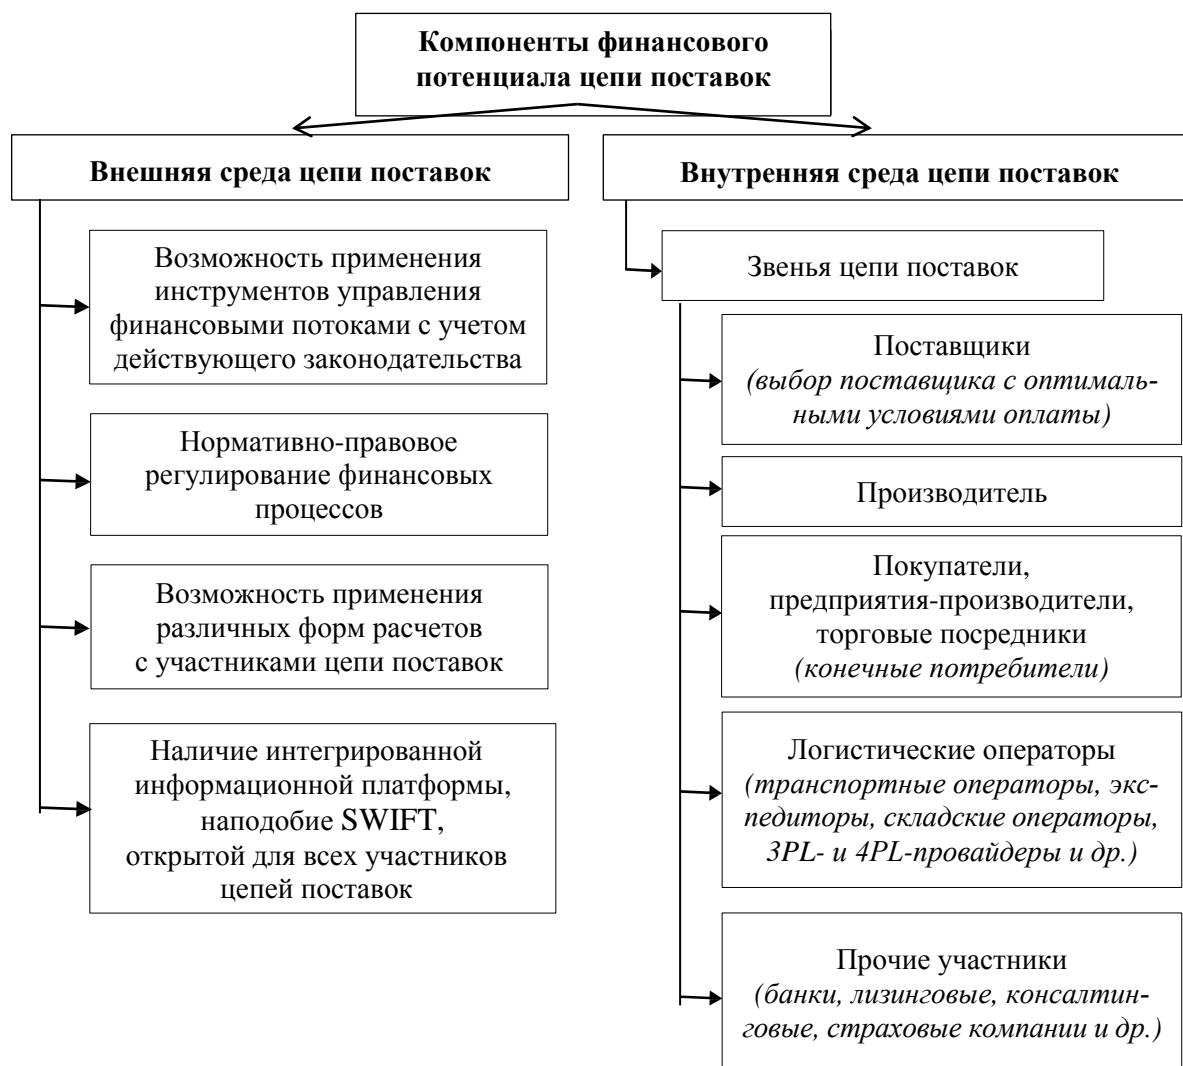 Компоненты финансового
потенциала цепи поставок
Внешняя среда цепи поставок
Возможность применения
инструментов управления
финансовыми потоками с учетом
действующего законодательства
Нормативно-правовое
регулирование финансовых
процессов
Возможность применения
различных форм расчетов
с участниками цепи поставок
Наличие интегрированной
информационной платформы,
наподобие SWIFT,
открытой для всех участников
цепей поставок
Внутренняя среда цепи поставок
Звенья цепи поставок
Поставщики
(выбор поставщика с оптималь-
ными условиями оплаты)
Производитель
Покупатели,
предприятия-производители,
торговые посредники
(конечные потребители)
Логистические операторы
(транспортные операторы, экс-
педиторы, складские операторы,
3PL- и 4PL-провайдеры и др.)
Прочие участники
(банки, лизинговые, консалтин-
говые, страховые компании и др.)